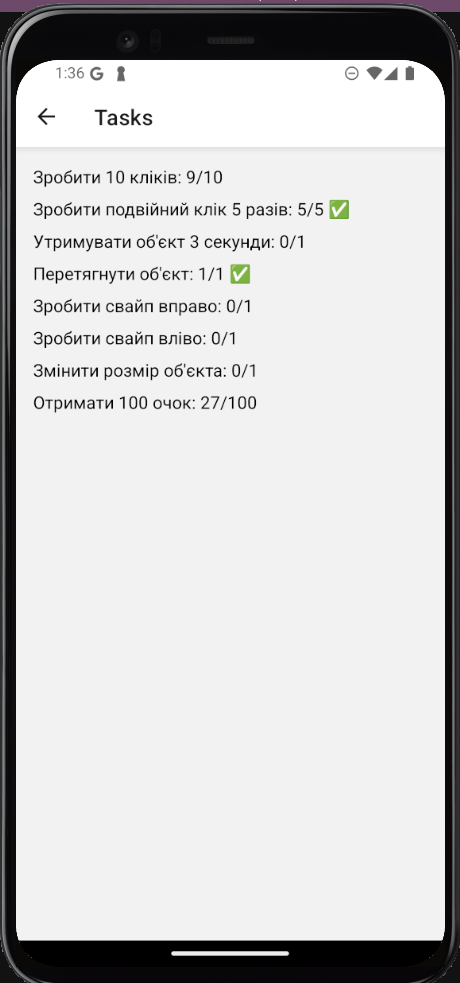 1:36 G
Tasks
Зробити 10 кліків: 9/10
Зробити подвійний клік 5 разів: 5/5 ✅
Утримувати об'єкт 3 секунди: 0/1
Перетягнути об'єкт: 1/1 ✅
Зробити свайп вправо: 0/1
Зробити свайп вліво: 0/1
Змінити розмір об'єкта: 0/1
Отримати 100 очок: 27/100